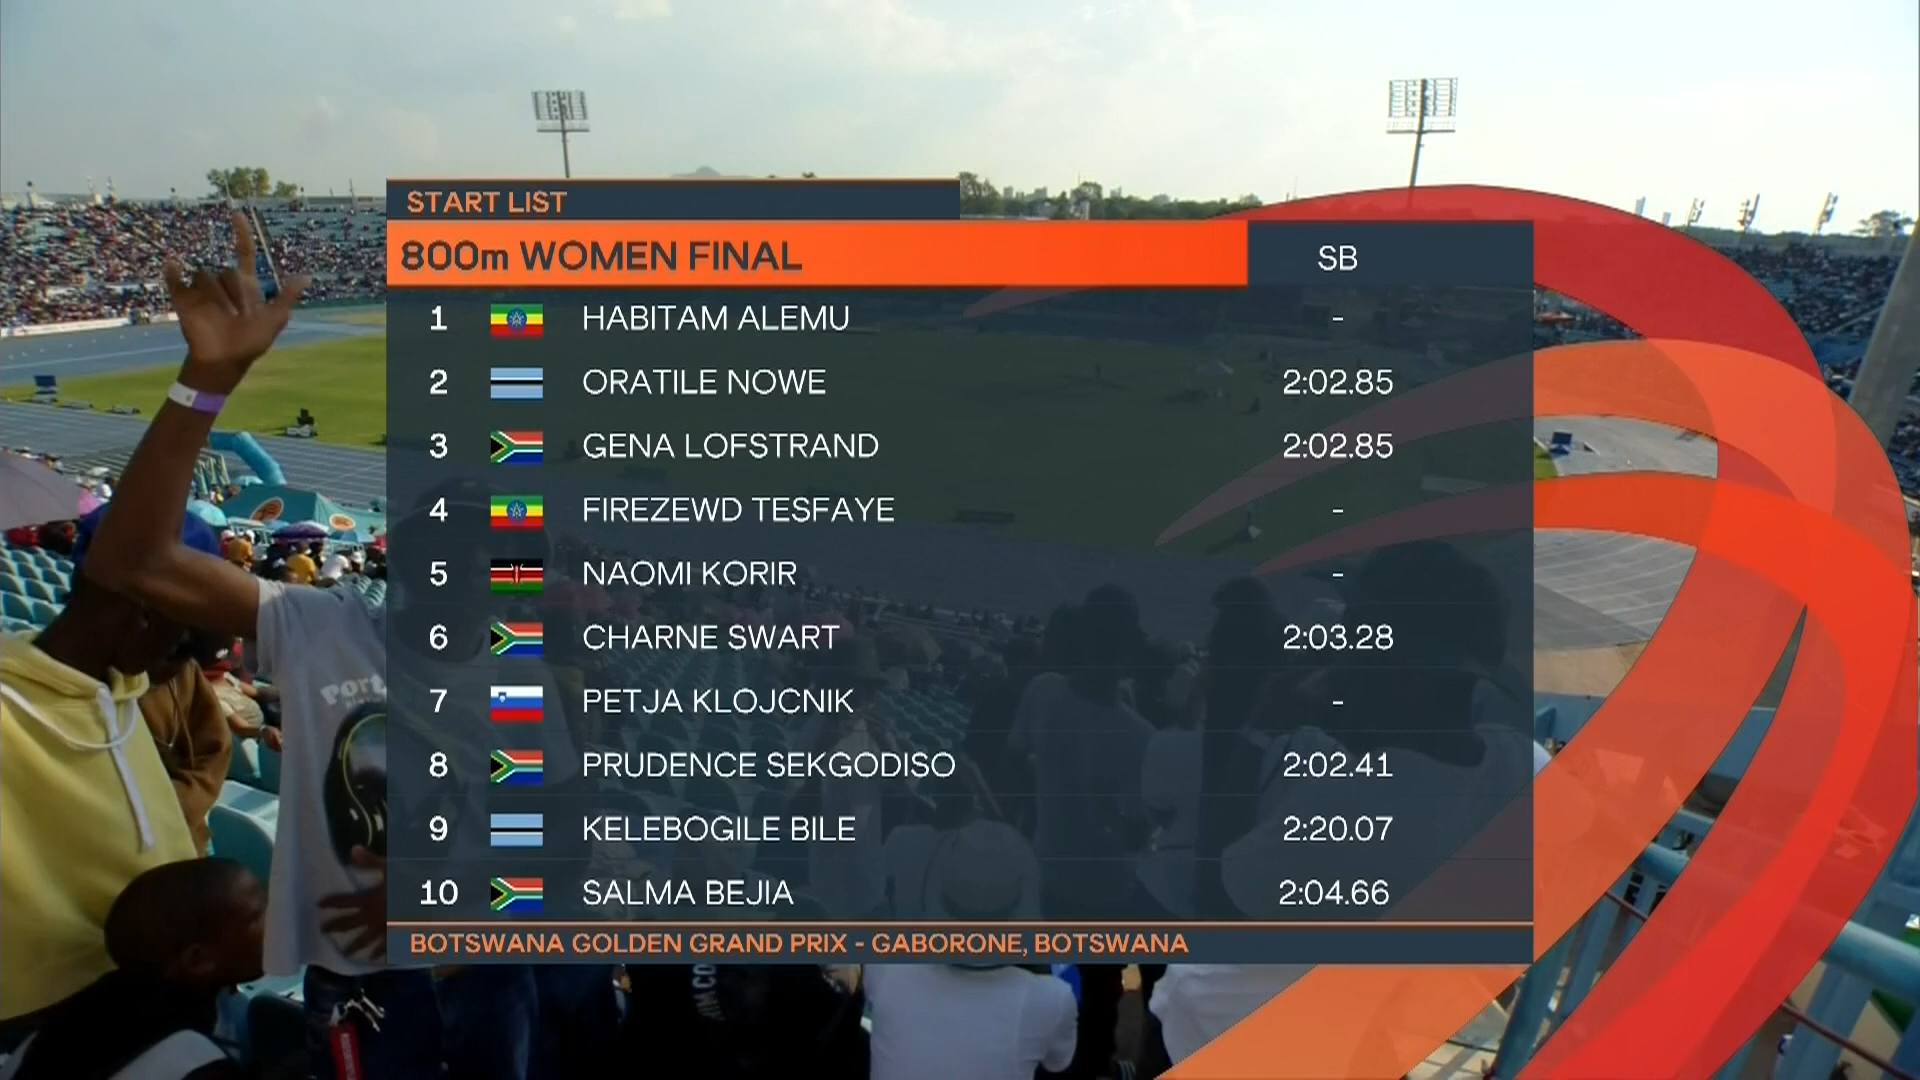 START LIST
800m WOMEN FINAL SB
1 HABITAM ALEMU -
2 ORATILE NOWE 2:02.85
3 GENA LOFSTRAND 2:02.85
4 FIREZEWD TESFAYE -
5 NAOMI KORIR -
6 CHARNE SWART 2:03.28
7 PETJA KLOJCNIK -
8 PRUDENCE SEKGODISO 2:02.41
9 KELEBOGILE BILE 2:20.07
10 SALMA BEJIA 2:04.66
BOTSWANA GOLDEN GRAND PRIX - GABORONE, BOTSWANA
Port